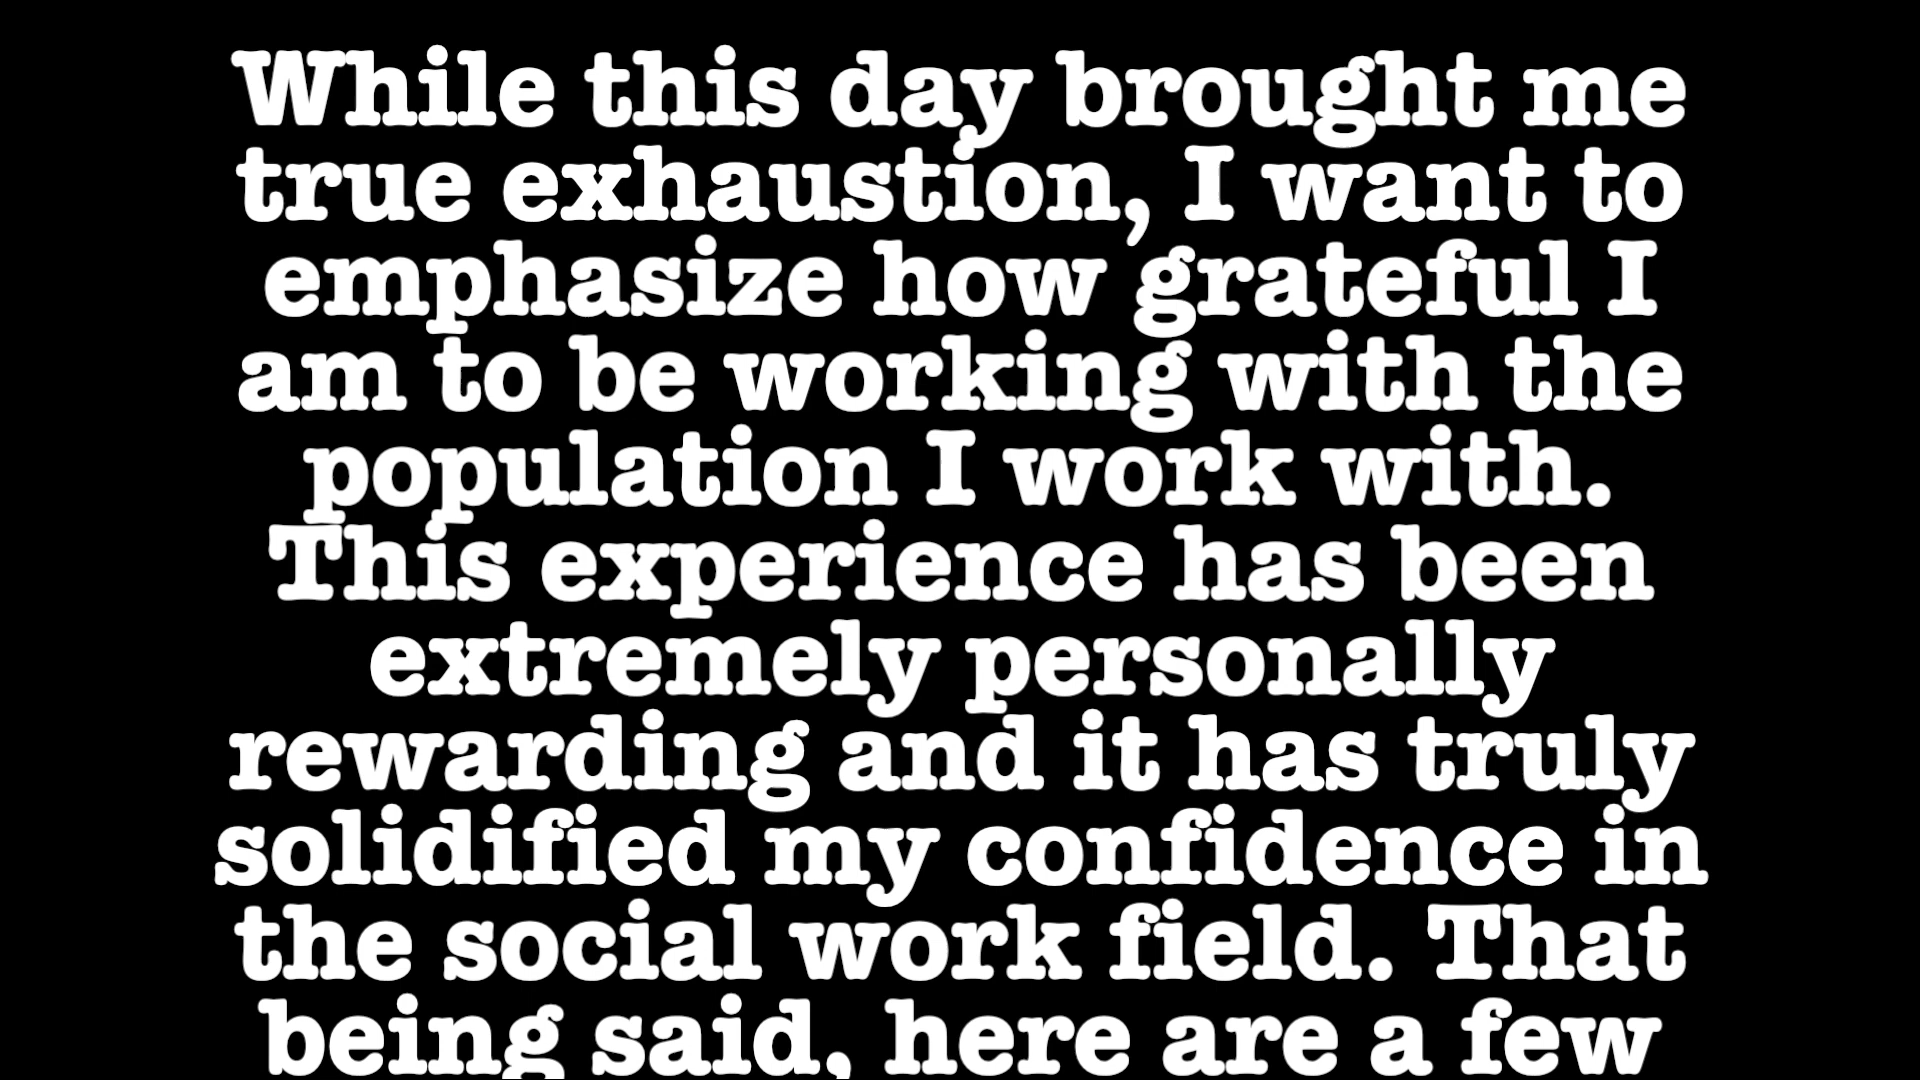 While this day brought me
true exhaustion, I want to
emphasize how grateful I
am to be working with the
population I work with.
This experience has been
extremely personally
rewarding and it has truly
solidified my confidence in
the social work field. That
being said, here are a few